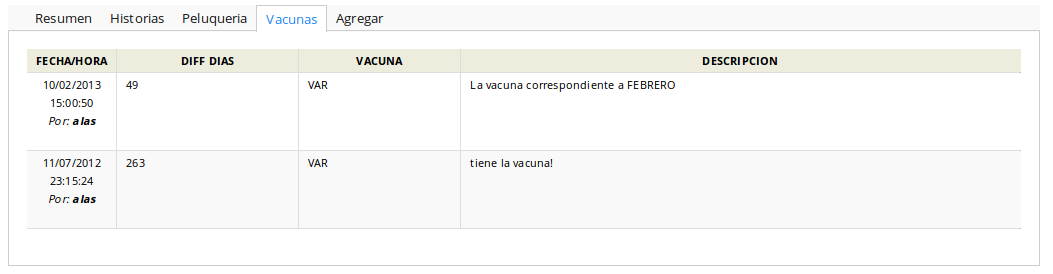 Resumen Historias Peluqueria Vacunas Agregar
FECHA/HORA DIFF DIAS VACUNA DESCRIPCION
10/02/2013 49 VAR La vacuna correspondiente a FEBRERO
15:00:50
Por: alas
11/07/2012 263 VAR tiene la vacuna!
23:15:24
Por: alas